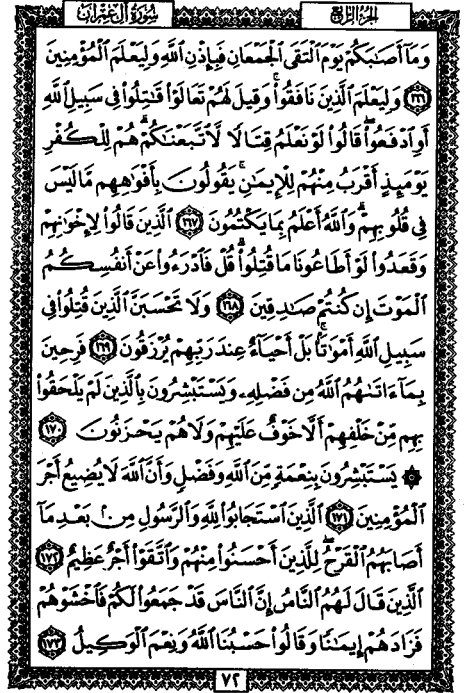 الجزء الرابع سورة آل عمران
وَمَآ أَصَٰبَكُمْ يَوْمَ ٱلْتَقَى ٱلْجَمْعَانِ فَبِإِذْنِ ٱللَّهِ وَلِيَعْلَمَ ٱلْمُؤْمِنِينَ
١٦٦ وَلِيَعْلَمَ ٱلَّذِينَ نَافَقُوا۟ۚ وَقِيلَ لَهُمْ تَعَالَوْا۟ قَٰتِلُوا۟ فِى سَبِيلِ ٱللَّهِ
أَوِ ٱدْفَعُوا۟ۖ قَالُوا۟ لَوْ نَعْلَمُ قِتَالًا لَّٱتَّبَعْنَٰكُمْۗ هُمْ لِلْكُفْرِ
يَوْمَئِذٍ أَقْرَبُ مِنْهُمْ لِلْإِيمَٰنِۚ يَقُولُونَ بِأَفْوَٰهِهِم مَّا لَيْسَ
فِى قُلُوبِهِمْۗ وَٱللَّهُ أَعْلَمُ بِمَا يَكْتُمُونَ ١٦٧ ٱلَّذِينَ قَالُوا۟ لِإِخْوَٰنِهِمْ
وَقَعَدُوا۟ لَوْ أَطَاعُونَا مَا قُتِلُوا۟ۗ قُلْ فَٱدْرَءُوا۟ عَنْ أَنفُسِكُمُ
ٱلْمَوْتَ إِن كُنتُمْ صَٰدِقِينَ ١٦٨ وَلَا تَحْسَبَنَّ ٱلَّذِينَ قُتِلُوا۟ فِى
سَبِيلِ ٱللَّهِ أَمْوَٰتًۢاۚ بَلْ أَحْيَآءٌ عِندَ رَبِّهِمْ يُرْزَقُونَ ١٦٩ فَرِحِينَ
بِمَآ ءَاتَىٰهُمُ ٱللَّهُ مِن فَضْلِهِۦ وَيَسْتَبْشِرُونَ بِٱلَّذِينَ لَمْ يَلْحَقُوا۟
بِهِم مِّنْ خَلْفِهِمْ أَلَّا خَوْفٌ عَلَيْهِمْ وَلَا هُمْ يَحْزَنُونَ ١٧٠
۞ يَسْتَبْشِرُونَ بِنِعْمَةٍ مِّنَ ٱللَّهِ وَفَضْلٍ وَأَنَّ ٱللَّهَ لَا يُضِيعُ أَجْرَ
ٱلْمُؤْمِنِينَ ١٧١ ٱلَّذِينَ ٱسْتَجَابُوا۟ لِلَّهِ وَٱلرَّسُولِ مِنۢ بَعْدِ مَآ
أَصَابَهُمُ ٱلْقَرْحُۚ لِلَّذِينَ أَحْسَنُوا۟ مِنْهُمْ وَٱتَّقَوْا۟ أَجْرٌ عَظِيمٌ ١٧٢
ٱلَّذِينَ قَالَ لَهُمُ ٱلنَّاسُ إِنَّ ٱلنَّاسَ قَدْ جَمَعُوا۟ لَكُمْ فَٱخْشَوْهُمْ
فَزَادَهُمْ إِيمَٰنًا وَقَالُوا۟ حَسْبُنَا ٱللَّهُ وَنِعْمَ ٱلْوَكِيلُ ١٧٣
٧٢